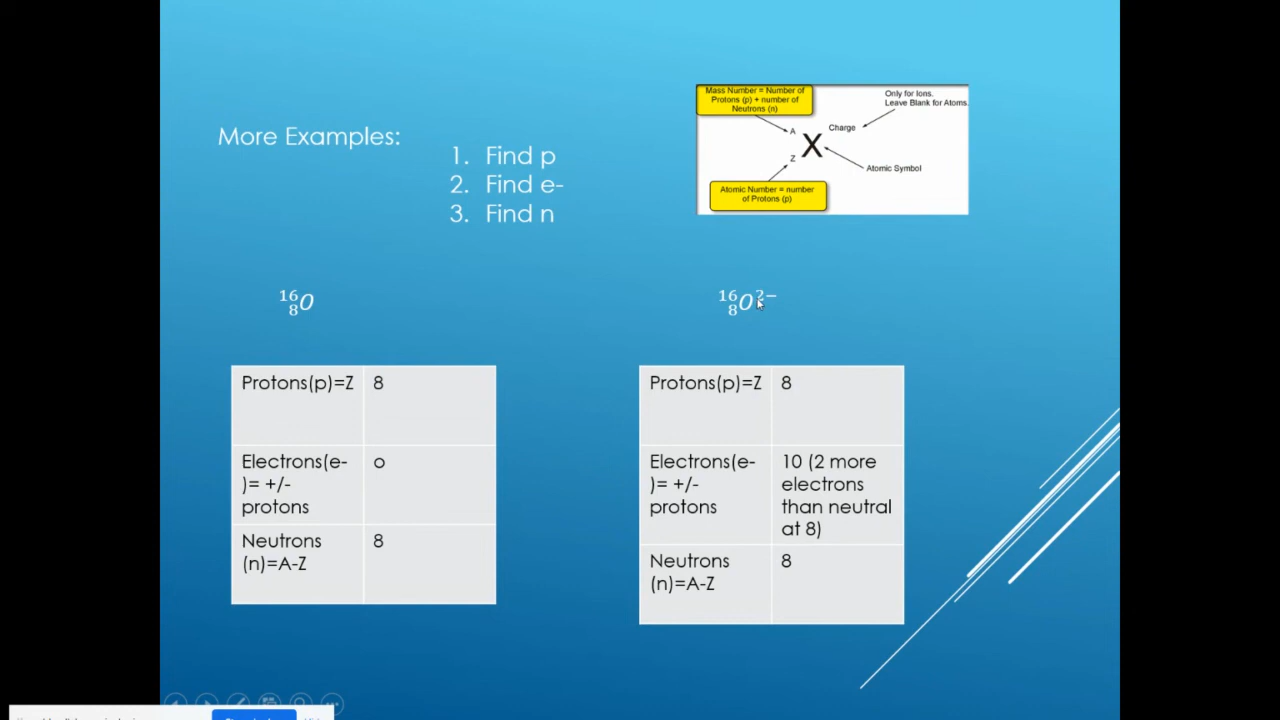 More Examples:
1. Find p
2. Find e-
3. Find n
Mass Number = Number of
Protons (p) + number of
Neutrons (n)
Only for Ions.
Leave Blank for Atoms.
A
Charge
X
Z
Atomic Symbol
Atomic Number = number
of Protons (p)
16
8 O
16 2−
8 O
Protons(p)=Z 8
Electrons(e- o
)= +/-
protons
Neutrons 8
(n)=A-Z
Protons(p)=Z 8
Electrons(e- 10 (2 more
)= +/- electrons
protons than neutral
at 8)
Neutrons 8
(n)=A-Z